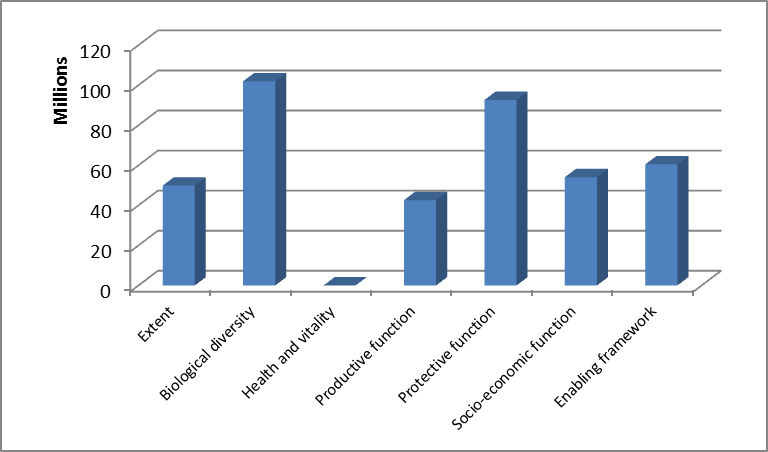 Millions
120
100
80
60
40
20
0
Extent
Biological diversity
Health and vitality
Productive function
Protective function
Socio-economic function
Enabling framework